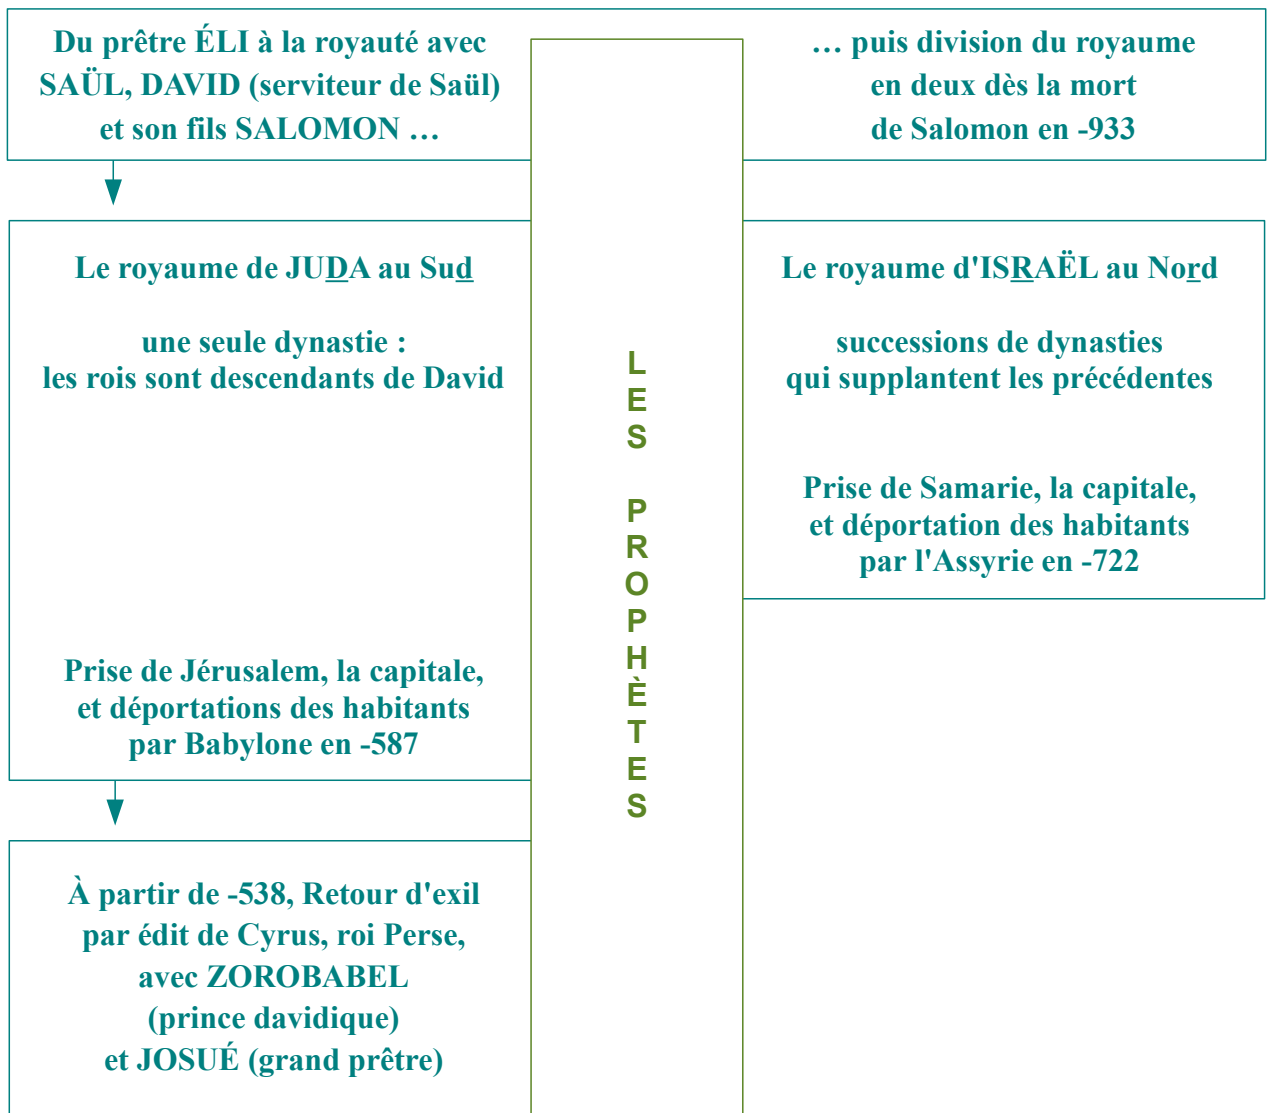 Du prêtre ÉLI à la royauté avec
SAÜL, DAVID (serviteur de Saül)
et son fils SALOMON …
… puis division du royaume
en deux dès la mort
de Salomon en -933
Le royaume de JUDA au Sud
une seule dynastie :
les rois sont descendants de David
Prise de Jérusalem, la capitale,
et déportations des habitants
par Babylone en -587
L
E
S
P
R
O
P
H
È
T
E
S
Le royaume d'ISRAËL au Nord
successions de dynasties
qui supplantent les précédentes
Prise de Samarie, la capitale,
et déportation des habitants
par l'Assyrie en -722
À partir de -538, Retour d'exil
par édit de Cyrus, roi Perse,
avec ZOROBABEL
(prince davidique)
et JOSUÉ (grand prêtre)